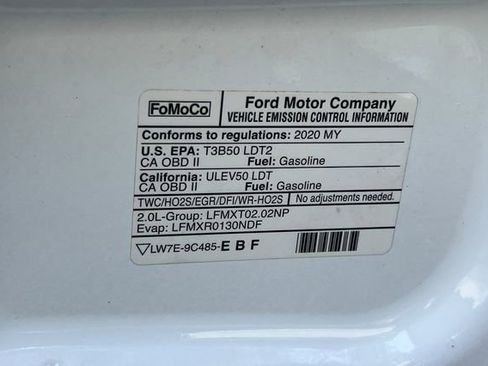 FoMoCo
Ford Motor Company
VEHICLE EMISSION CONTROL INFORMATION
Conforms to regulations: 2020 MY
U.S. EPA: T3B50 LDT2
CA OBD II Fuel: Gasoline
California: ULEV50 LDT
CA OBD II Fuel: Gasoline
TWC/HO2S/EGR/DFI/WR-HO2S No adjustments needed.
2.0L-Group: LFMXT02.02NP
Evap: LFMXR0130NDF
LW7E-9C485-EBF